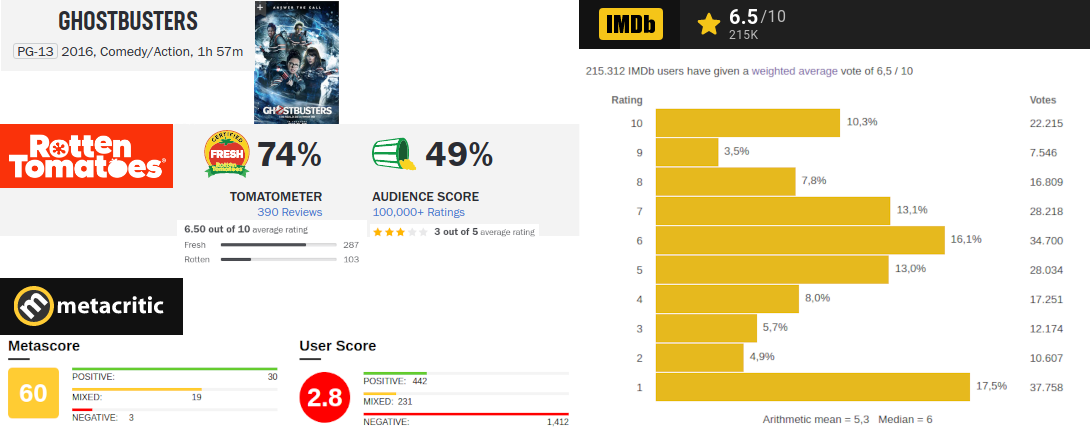 GHOSTBUSTERS
PG-13 2016, Comedy/Action, 1h 57m
ANSWER THE CALL
GHOSTBUSTERS
Rotten
Tomatoes
CERTIFIED
FRESH
Rotten
Tomatoes
74%
TOMATOMETER
390 Reviews
6.50 out of 10 average rating
Fresh 287
Rotten 103
49%
AUDIENCE SCORE
100,000+ Ratings
3 out of 5 average rating
metacritic
Metascore
60
POSITIVE: 30
MIXED: 19
NEGATIVE: 3
User Score
2.8
POSITIVE: 442
MIXED: 231
NEGATIVE: 1,412
IMDb
6.5/10
215K
215.312 IMDb users have given a weighted average vote of 6,5 / 10
Rating Votes
10 10,3% 22.215
9 3,5% 7.546
8 7,8% 16.809
7 13,1% 28.218
6 16,1% 34.700
5 13,0% 28.034
4 8,0% 17.251
3 5,7% 12.174
2 4,9% 10.607
1 17,5% 37.758
Arithmetic mean = 5,3 Median = 6